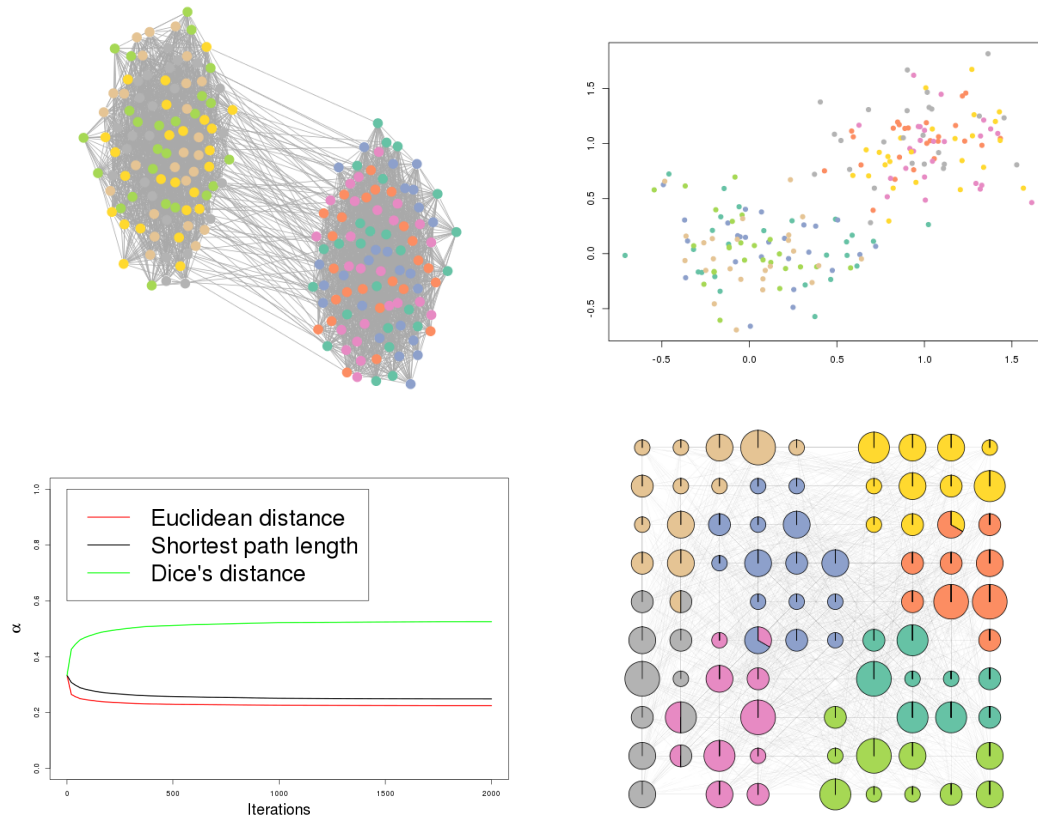 1.5
1.0
0.5
0.0
-0.5
-0.5 0.0 0.5 1.0 1.5
1.0
0.8
0.6
0.4
0.2
0.0
α
Euclidean distance
Shortest path length
Dice's distance
0 500 1000 1500 2000
Iterations